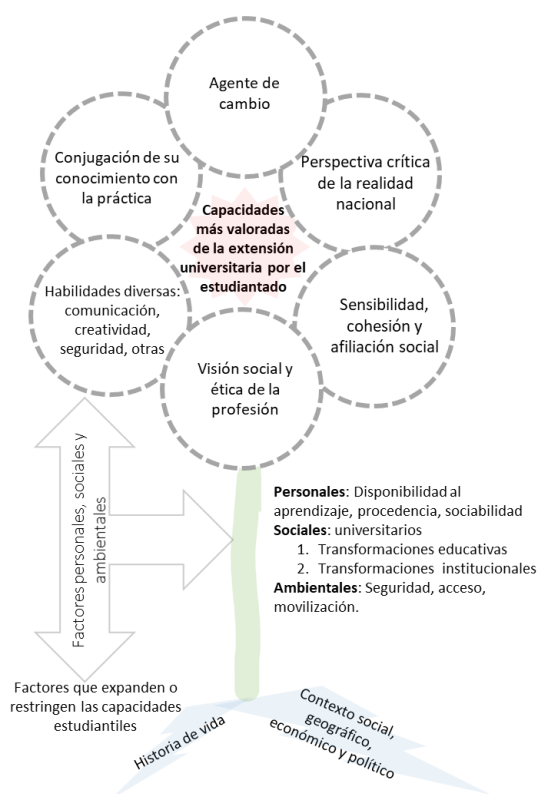 Agente de
cambio
Conjugación de su
conocimiento con
la práctica
Perspectiva crítica
de la realidad
nacional
Capacidades
más valoradas
de la extensión
universitaria por el
estudiantado
Habilidades diversas:
comunicación,
creatividad,
seguridad, otras
Sensibilidad,
cohesión y
afiliación social
Visión social y
ética de la
profesión
Factores personales, sociales y
ambientales
Personales: Disponibilidad al
aprendizaje, procedencia, sociabilidad
Sociales: universitarios
1. Transformaciones educativas
2. Transformaciones institucionales
Ambientales: Seguridad, acceso,
movilización.
Factores que expanden o
restringen las capacidades
estudiantiles
Historia de vida
Contexto social,
geográfico,
económico y político